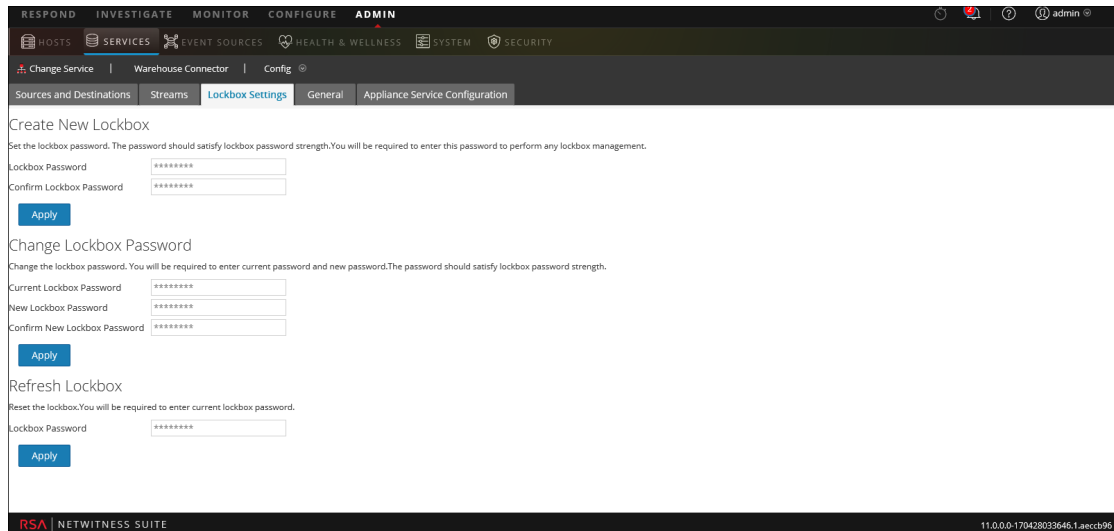 RESPOND INVESTIGATE MONITOR CONFIGURE ADMIN 2 ? admin
HOSTS SERVICES EVENT SOURCES HEALTH & WELLNESS SYSTEM SECURITY
Change Service | Warehouse Connector | Config
Sources and Destinations Streams Lockbox Settings General Appliance Service Configuration
Create New Lockbox
Set the lockbox password. The password should satisfy lockbox password strength.You will be required to enter this password to perform any lockbox management.
Lockbox Password ********
Confirm Lockbox Password ********
Apply
Change Lockbox Password
Change the lockbox password. You will be required to enter current password and new password.The password should satisfy lockbox password strength.
Current Lockbox Password ********
New Lockbox Password ********
Confirm New Lockbox Password ********
Apply
Refresh Lockbox
Reset the lockbox.You will be required to enter current lockbox password.
Lockbox Password ********
Apply
RSA | NETWITNESS SUITE 11.0.0.0-170428033646.1.aeccb96